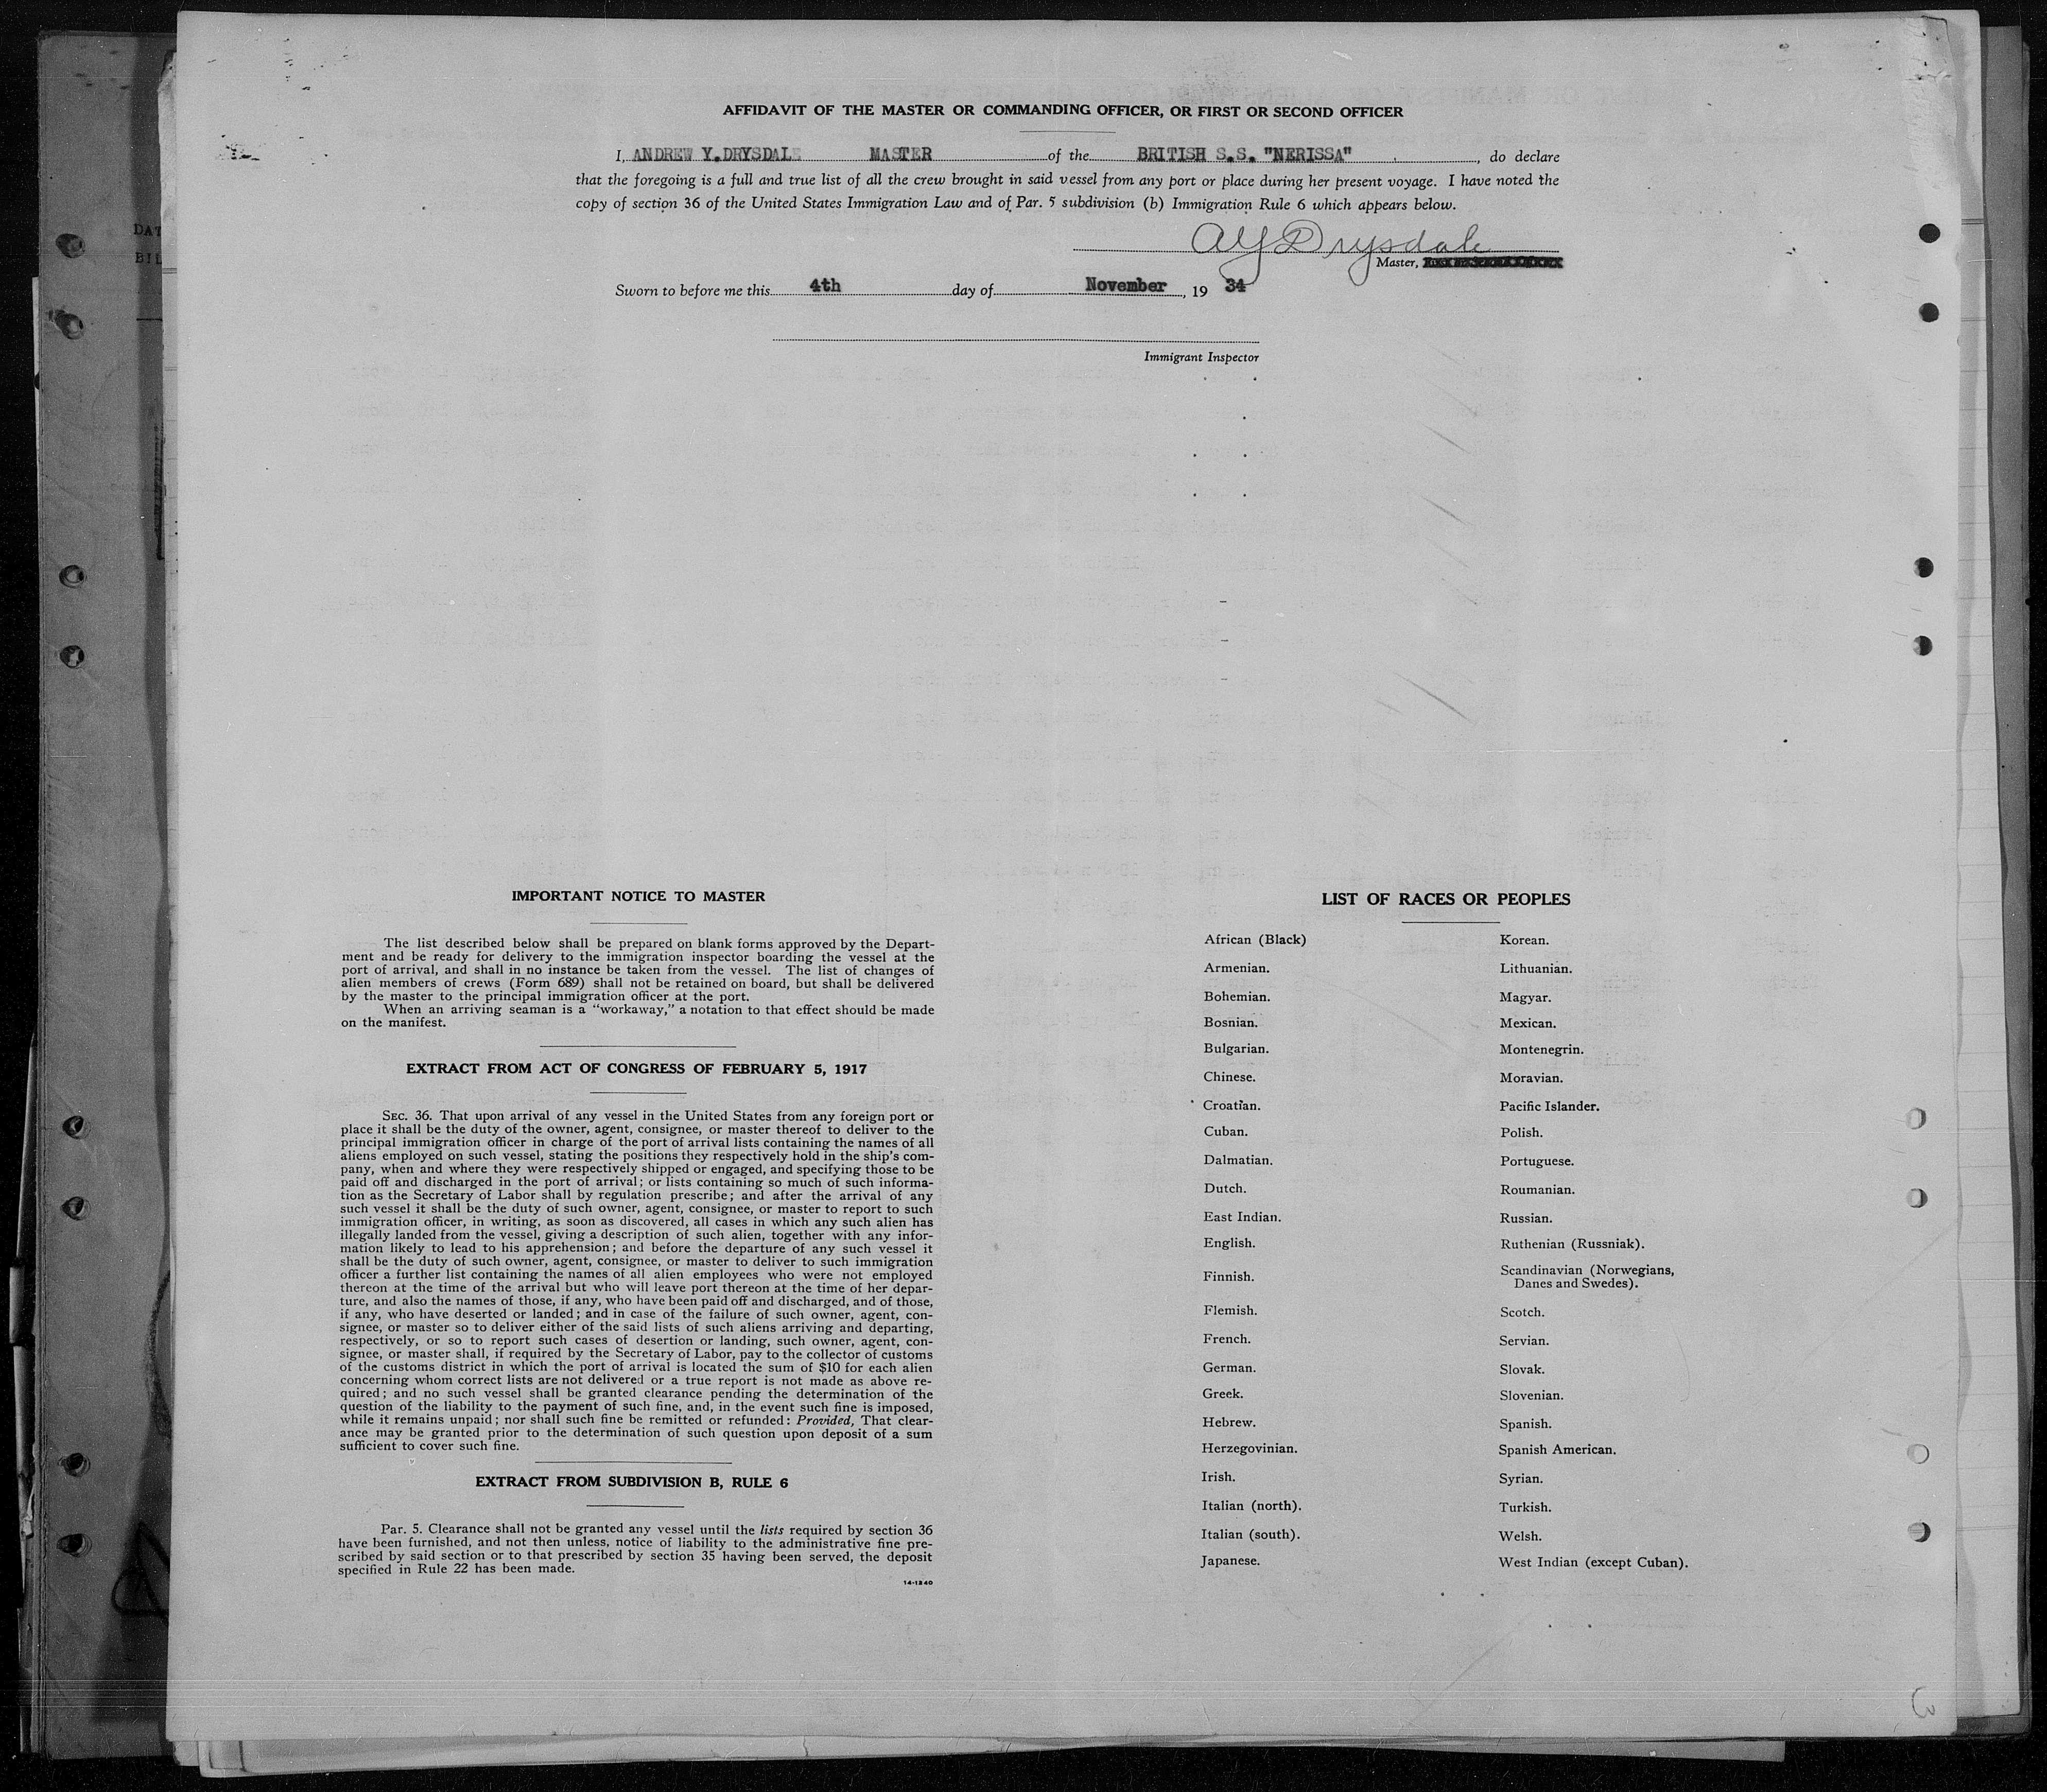 AFFIDAVIT OF THE MASTER OR COMMANDING OFFICER, OR FIRST OR SECOND OFFICER
I, ANDREW Y. DRYSDALE MASTER of the BRITISH S.S. "NERISSA", do declare
that the foregoing is a full and true list of all the crew brought in said vessel from any port or place during her present voyage. I have noted the
copy of section 36 of the United States Immigration Law and of Par. 5 subdivision (b) Immigration Rule 6 which appears below.
AY Drysdale
Master,
Sworn to before me this 4th day of November, 19 34
Immigrant Inspector
DAT
BIL
IMPORTANT NOTICE TO MASTER
The list described below shall be prepared on blank forms approved by the Depart-
ment and be ready for delivery to the immigration inspector boarding the vessel at the
port of arrival, and shall in no instance be taken from the vessel. The list of changes of
alien members of crews (Form 689) shall not be retained on board, but shall be delivered
by the master to the principal immigration officer at the port.
When an arriving seaman is a "workaway," a notation to that effect should be made
on the manifest.
EXTRACT FROM ACT OF CONGRESS OF FEBRUARY 5, 1917
SEC. 36. That upon arrival of any vessel in the United States from any foreign port or
place it shall be the duty of the owner, agent, consignee, or master thereof to deliver to the
principal immigration officer in charge of the port of arrival lists containing the names of all
aliens employed on such vessel, stating the positions they respectively hold in the ship's com-
pany, when and where they were respectively shipped or engaged, and specifying those to be
paid off and discharged in the port of arrival; or lists containing so much of such informa-
tion as the Secretary of Labor shall by regulation prescribe; and after the arrival of any
such vessel it shall be the duty of such owner, agent, consignee, or master to report to such
immigration officer, in writing, as soon as discovered, all cases in which any such alien has
illegally landed from the vessel, giving a description of such alien, together with any infor-
mation likely to lead to his apprehension; and before the departure of any such vessel it
shall be the duty of such owner, agent, consignee, or master to deliver to such immigration
officer a further list containing the names of all alien employees who were not employed
thereon at the time of the arrival but who will leave port thereon at the time of her depar-
ture, and also the names of those, if any, who have been paid off and discharged, and of those,
if any, who have deserted or landed; and in case of the failure of such owner, agent, con-
signee, or master so to deliver either of the said lists of such aliens arriving and departing,
respectively, or so to report such cases of desertion or landing, such owner, agent, con-
signee, or master shall, if required by the Secretary of Labor, pay to the collector of customs
of the customs district in which the port of arrival is located the sum of $10 for each alien
concerning whom correct lists are not delivered or a true report is not made as above re-
quired; and no such vessel shall be granted clearance pending the determination of the
question of the liability to the payment of such fine, and, in the event such fine is imposed,
while it remains unpaid; nor shall such fine be remitted or refunded: Provided, That clear-
ance may be granted prior to the determination of such question upon deposit of a sum
sufficient to cover such fine.
EXTRACT FROM SUBDIVISION B, RULE 6
Par. 5. Clearance shall not be granted any vessel until the lists required by section 36
have been furnished, and not then unless, notice of liability to the administrative fine pre-
scribed by said section or to that prescribed by section 35 having been served, the deposit
specified in Rule 22 has been made.
14-1240
LIST OF RACES OR PEOPLES
African (Black)
Armenian.
Bohemian.
Bosnian.
Bulgarian.
Chinese.
Croatian.
Cuban.
Dalmatian.
Dutch.
East Indian.
English.
Finnish.
Flemish.
French.
German.
Greek.
Hebrew.
Herzegovinian.
Irish.
Italian (north).
Italian (south).
Japanese.
Korean.
Lithuanian.
Magyar.
Mexican.
Montenegrin.
Moravian.
Pacific Islander.
Polish.
Portuguese.
Roumanian.
Russian.
Ruthenian (Russniak).
Scandinavian (Norwegians,
Danes and Swedes).
Scotch.
Servian.
Slovak.
Slovenian.
Spanish.
Spanish American.
Syrian.
Turkish.
Welsh.
West Indian (except Cuban).
3